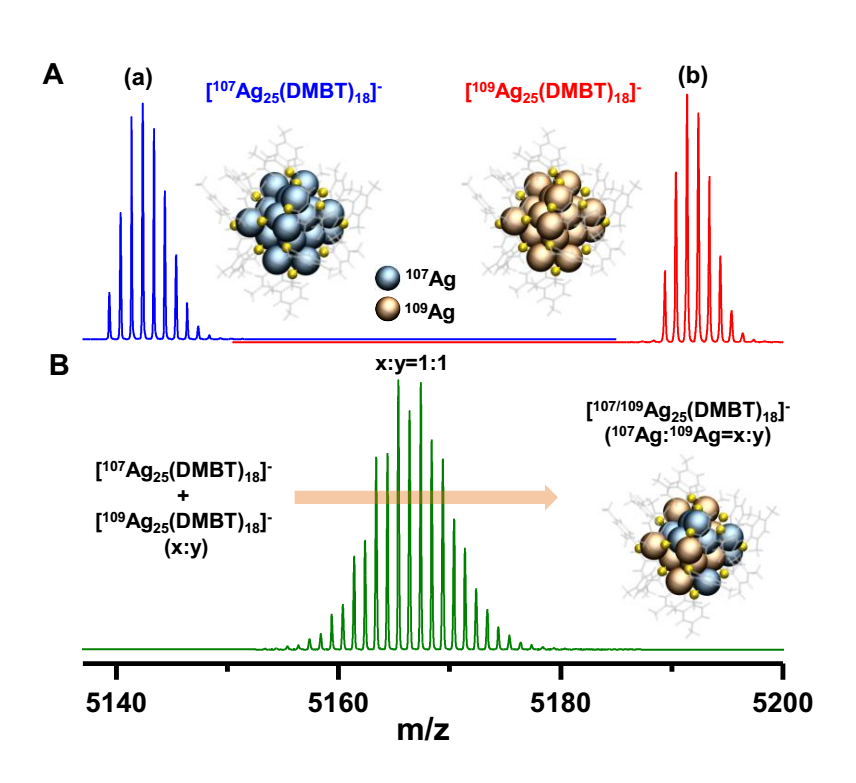 A
(a)
[¹⁰⁷Ag₂₅(DMBT)₁₈]⁻
[¹⁰⁹Ag₂₅(DMBT)₁₈]⁻
(b)
¹⁰⁷Ag
¹⁰⁹Ag
B
x:y=1:1
[¹⁰⁷Ag₂₅(DMBT)₁₈]⁻
+
[¹⁰⁹Ag₂₅(DMBT)₁₈]⁻
(x:y)
[¹⁰⁷/¹⁰⁹Ag₂₅(DMBT)₁₈]⁻
(¹⁰⁷Ag:¹⁰⁹Ag=x:y)
5140 5160 5180 5200
m/z